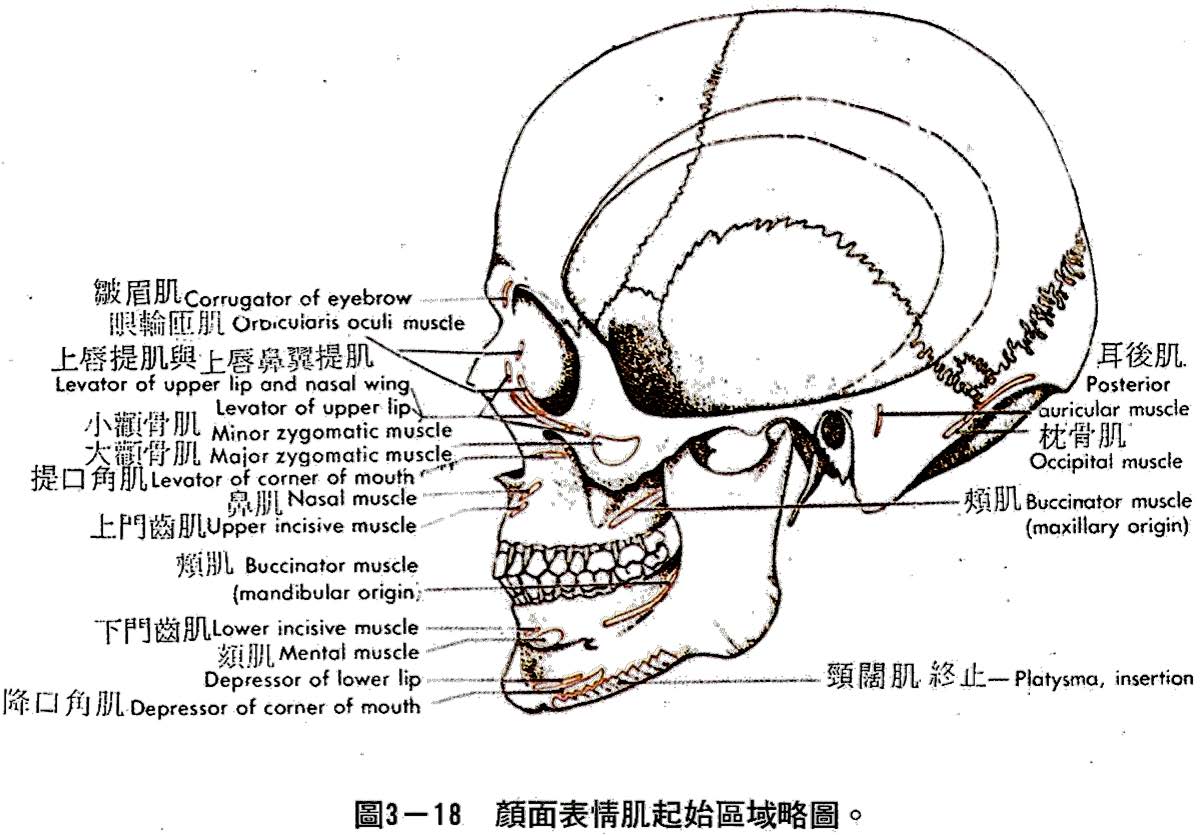 皺眉肌 Corrugator of eyebrow
眼輪匝肌 Orbicularis oculi muscle
上唇提肌與上唇鼻翼提肌
Levator of upper lip and nasal wing
Levator of upper lip
小顴骨肌 Minor zygomatic muscle
大顴骨肌 Major zygomatic muscle
提口角肌 Levator of corner of mouth
鼻肌 Nasal muscle
上門齒肌 Upper incisive muscle
頰肌 Buccinator muscle
(mandibular origin)
下門齒肌 Lower incisive muscle
頦肌 Mental muscle
Depressor of lower lip
降口角肌 Depressor of corner of mouth
耳後肌
Posterior
auricular muscle
枕骨肌
Occipital muscle
頰肌 Buccinator muscle
(maxillary origin)
頸闊肌 終止 — Platysma, insertion
圖3－18 顏面表情肌起始區域略圖。